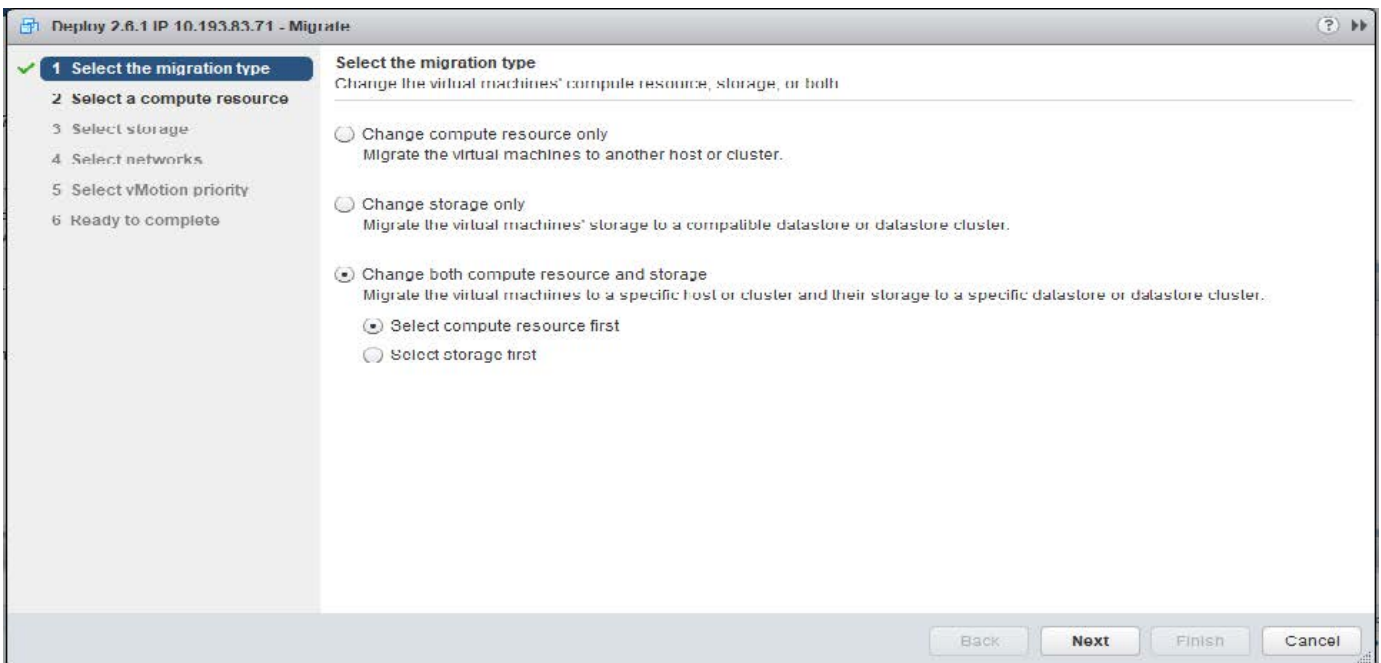 Deploy 2.6.1 IP 10.193.83.71 - Migrate
1 Select the migration type
2 Select a compute resource
3 Select storage
4 Select networks
5 Select vMotion priority
6 Ready to complete
Select the migration type
Change the virtual machines' compute resource, storage, or both
Change compute resource only
Migrate the virtual machines to another host or cluster.
Change storage only
Migrate the virtual machines' storage to a compatible datastore or datastore cluster.
Change both compute resource and storage
Migrate the virtual machines to a specific host or cluster and their storage to a specific datastore or datastore cluster.
Select compute resource first
Select storage first
Back Next Finish Cancel